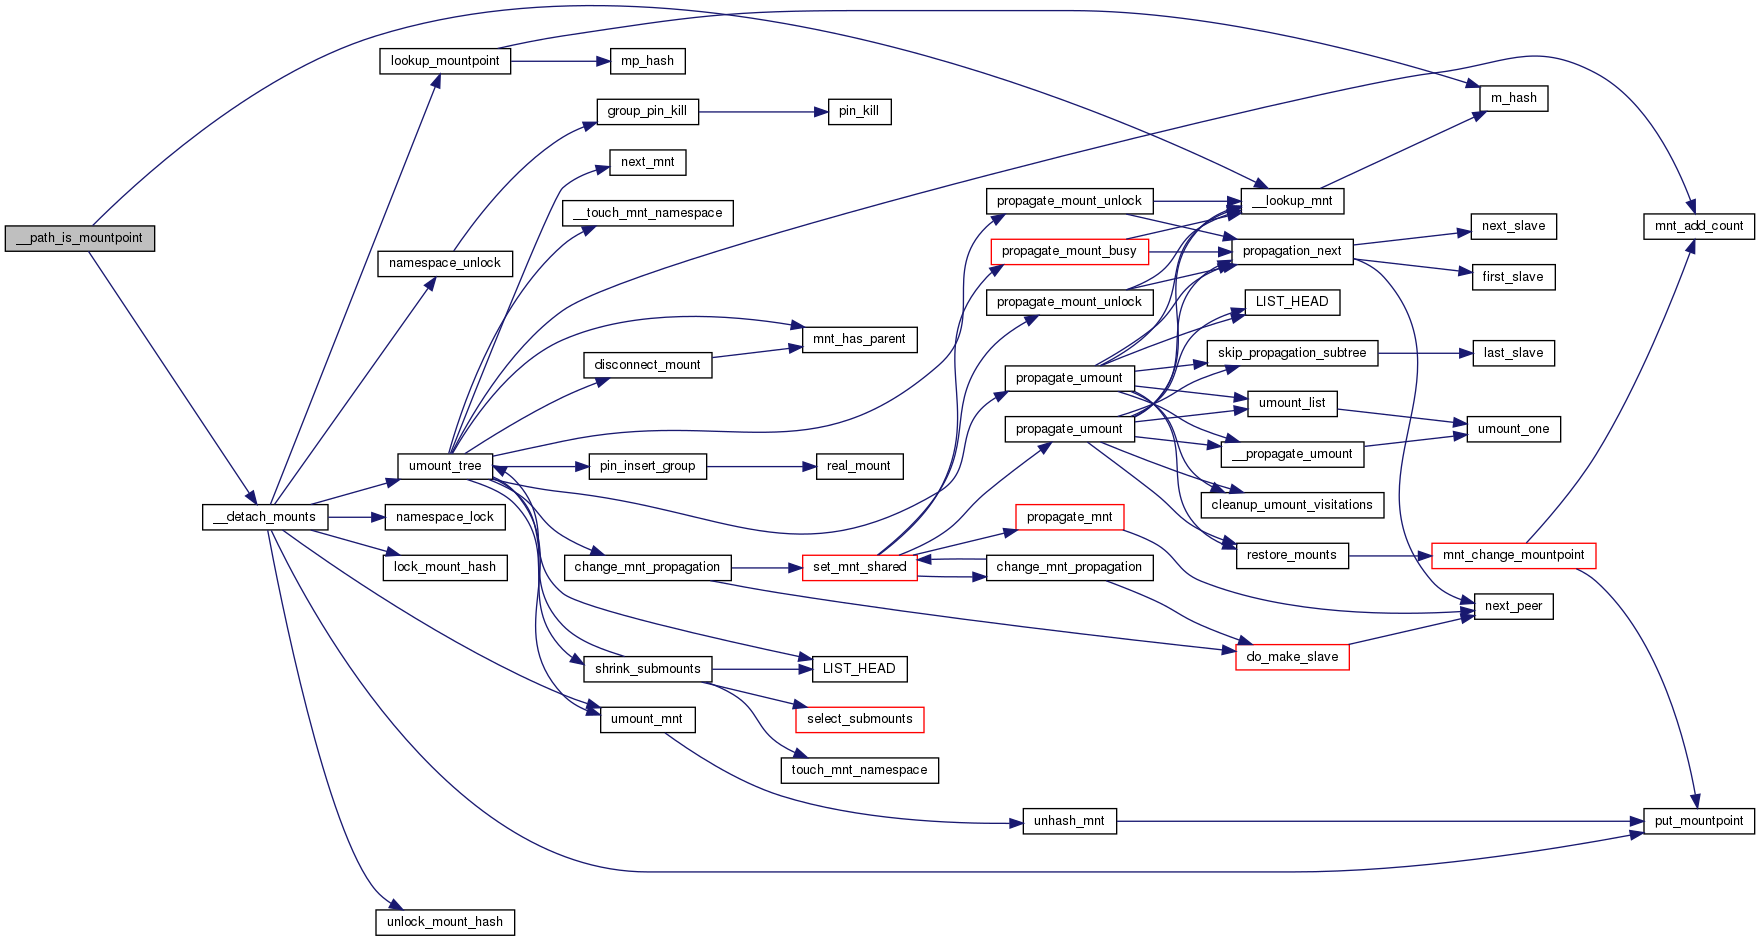 __path_is_mountpoint
lookup_mountpoint
namespace_unlock
__detach_mounts
umount_tree
namespace_lock
lock_mount_hash
unlock_mount_hash
mp_hash
group_pin_kill
next_mnt
__touch_mnt_namespace
disconnect_mount
pin_insert_group
change_mnt_propagation
shrink_submounts
umount_mnt
pin_kill
mnt_has_parent
real_mount
set_mnt_shared
LIST_HEAD
select_submounts
touch_mnt_namespace
propagate_mount_unlock
propagate_mount_busy
propagate_mount_unlock
propagate_umount
propagate_umount
propagate_mnt
change_mnt_propagation
unhash_mnt
__lookup_mnt
propagation_next
LIST_HEAD
skip_propagation_subtree
umount_list
__propagate_umount
cleanup_umount_visitations
restore_mounts
do_make_slave
m_hash
next_slave
first_slave
last_slave
umount_one
mnt_change_mountpoint
next_peer
mnt_add_count
put_mountpoint